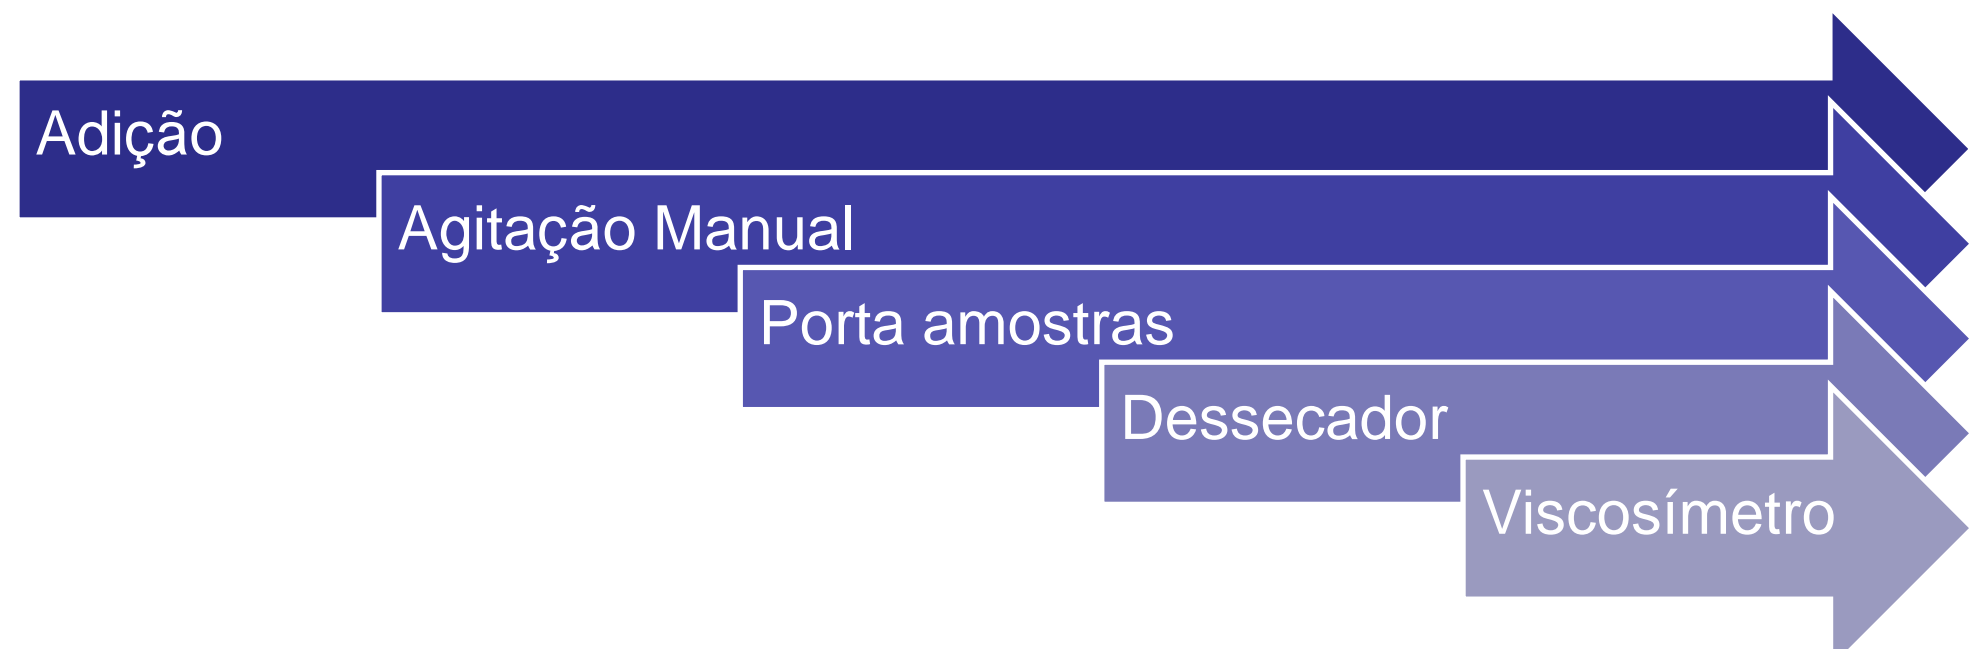 Adição
Agitação Manual
Porta amostras
Dessecador
Viscosímetro